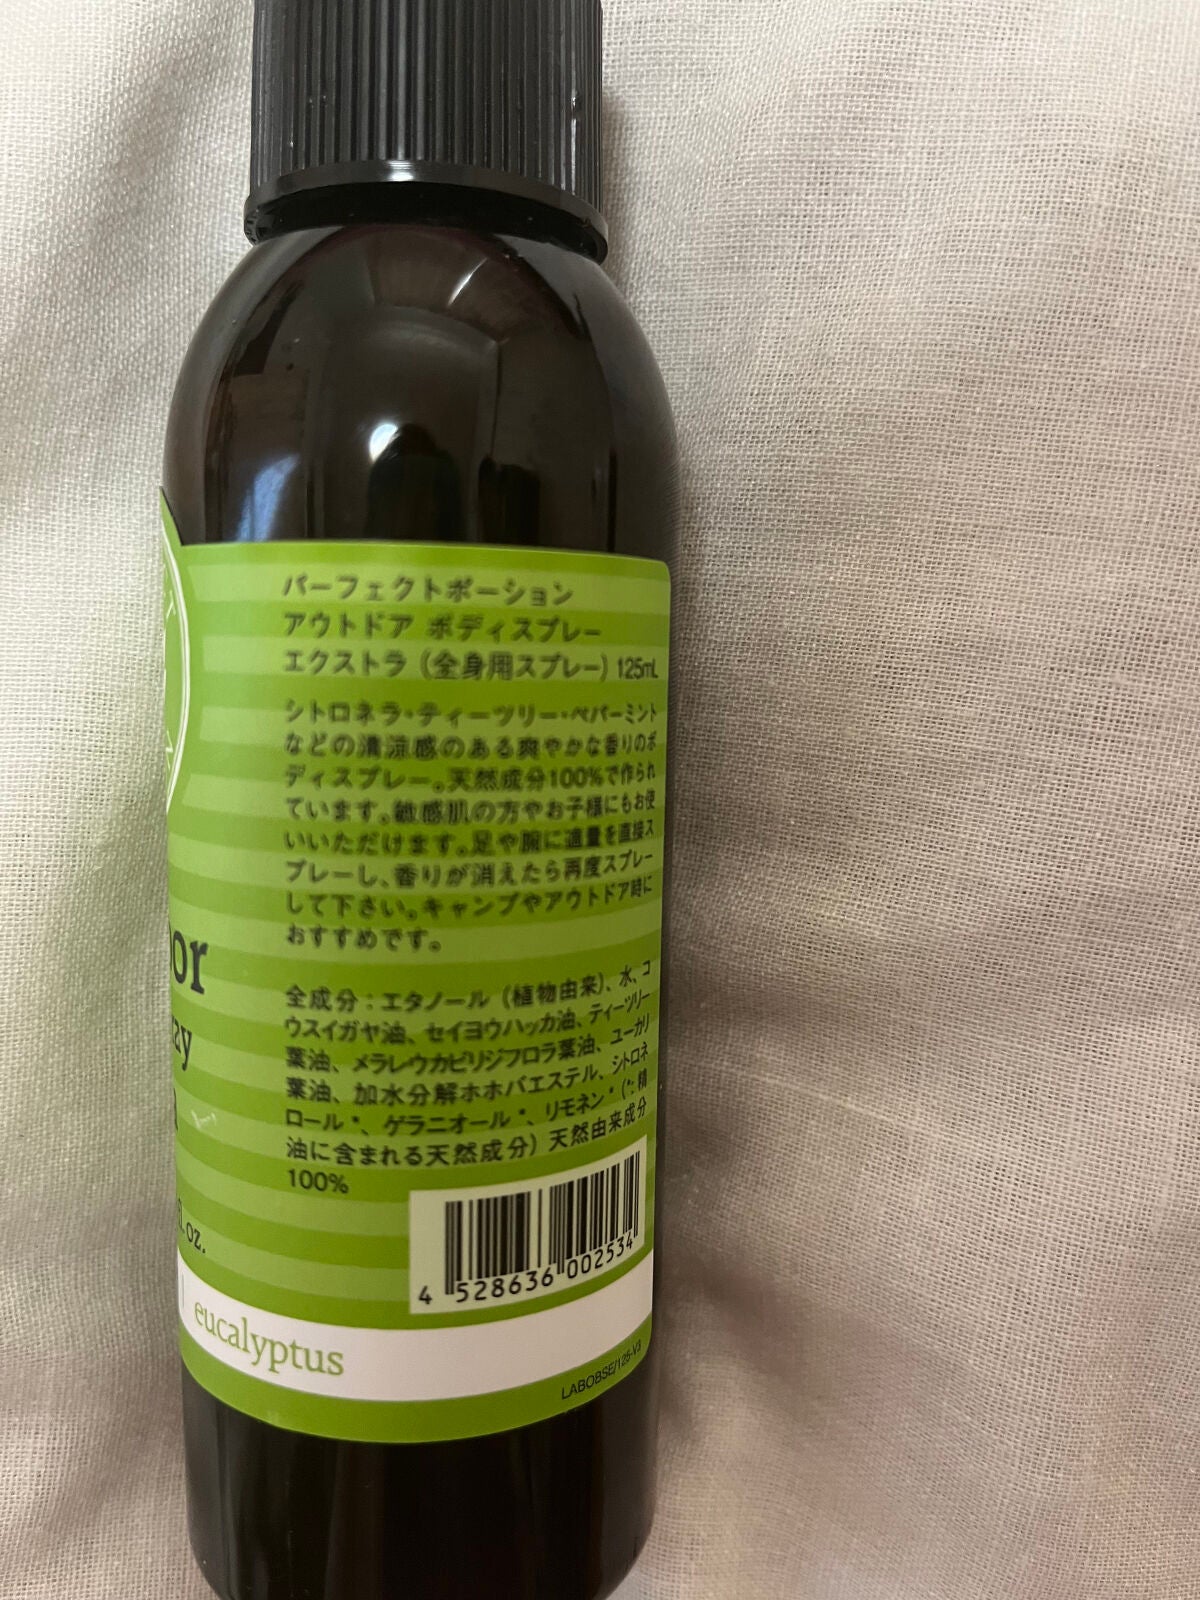 パーフェクトポーション
アウトドア ボディスプレー
エクストラ (全身用スプレー) 125mL
シトロネラ・ティーツリー・ペパーミント
などの清涼感のある爽やかな香りのボ
ディスプレー。天然成分100%で作られ
ています。敏感肌の方やお子様にもお使
いいただけます。足や腕に適量を直接ス
プレーし、香りが消えたら再度スプレー
して下さい。キャンプやアウトドア時に
おすすめです。
全成分：エタノール (植物由来)、水、コ
ウスイガヤ油、セイヨウハッカ油、ティーツリー
葉油、メラレウカビリジフロラ葉油、ユーカリ
葉油、加水分解ホホバエステル、シトロネ
ロール*、ゲラニオール*、リモネン* (*:精
油に含まれる天然成分) 天然由来成分
100%
4 528636 002534
oor
ray
a
fl. oz.
eucalyptus
LABOBSE/125-V3